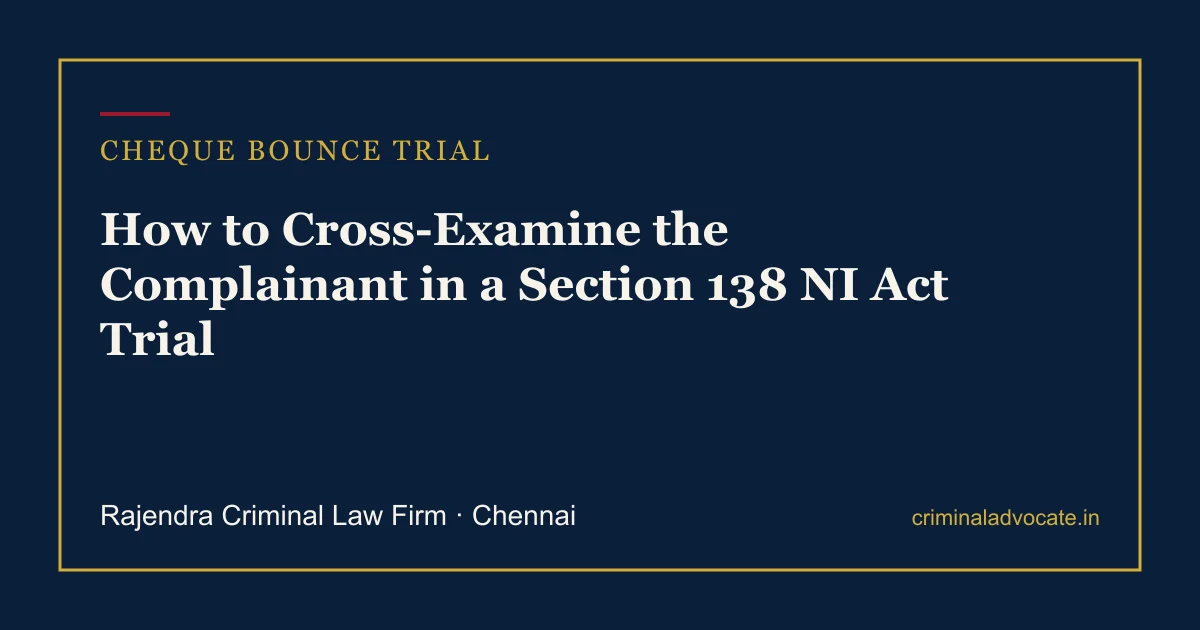 CHEQUE BOUNCE TRIAL
How to Cross-Examine the
Complainant in a Section 138 NI Act
Trial
Rajendra Criminal Law Firm · Chennai
criminaladvocate.in